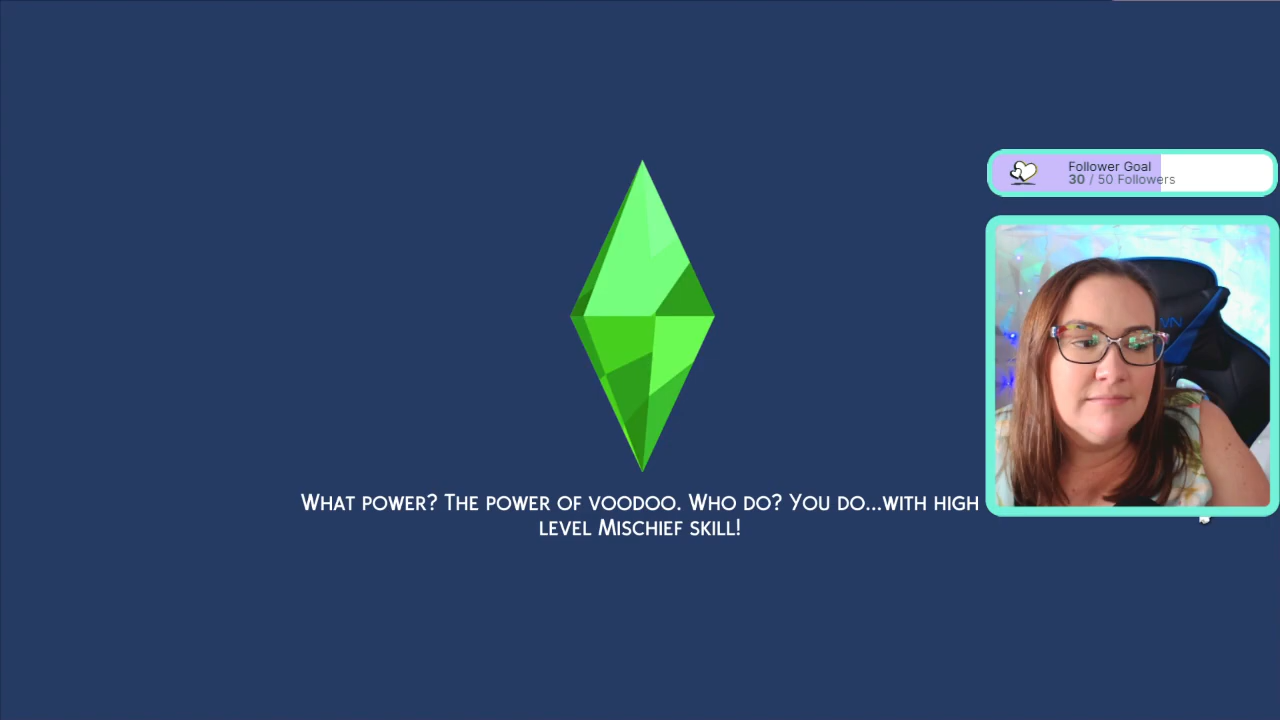 Follower Goal
30 / 50 Followers
WN
What power? The power of voodoo. Who do? You do...with high
level Mischief skill!